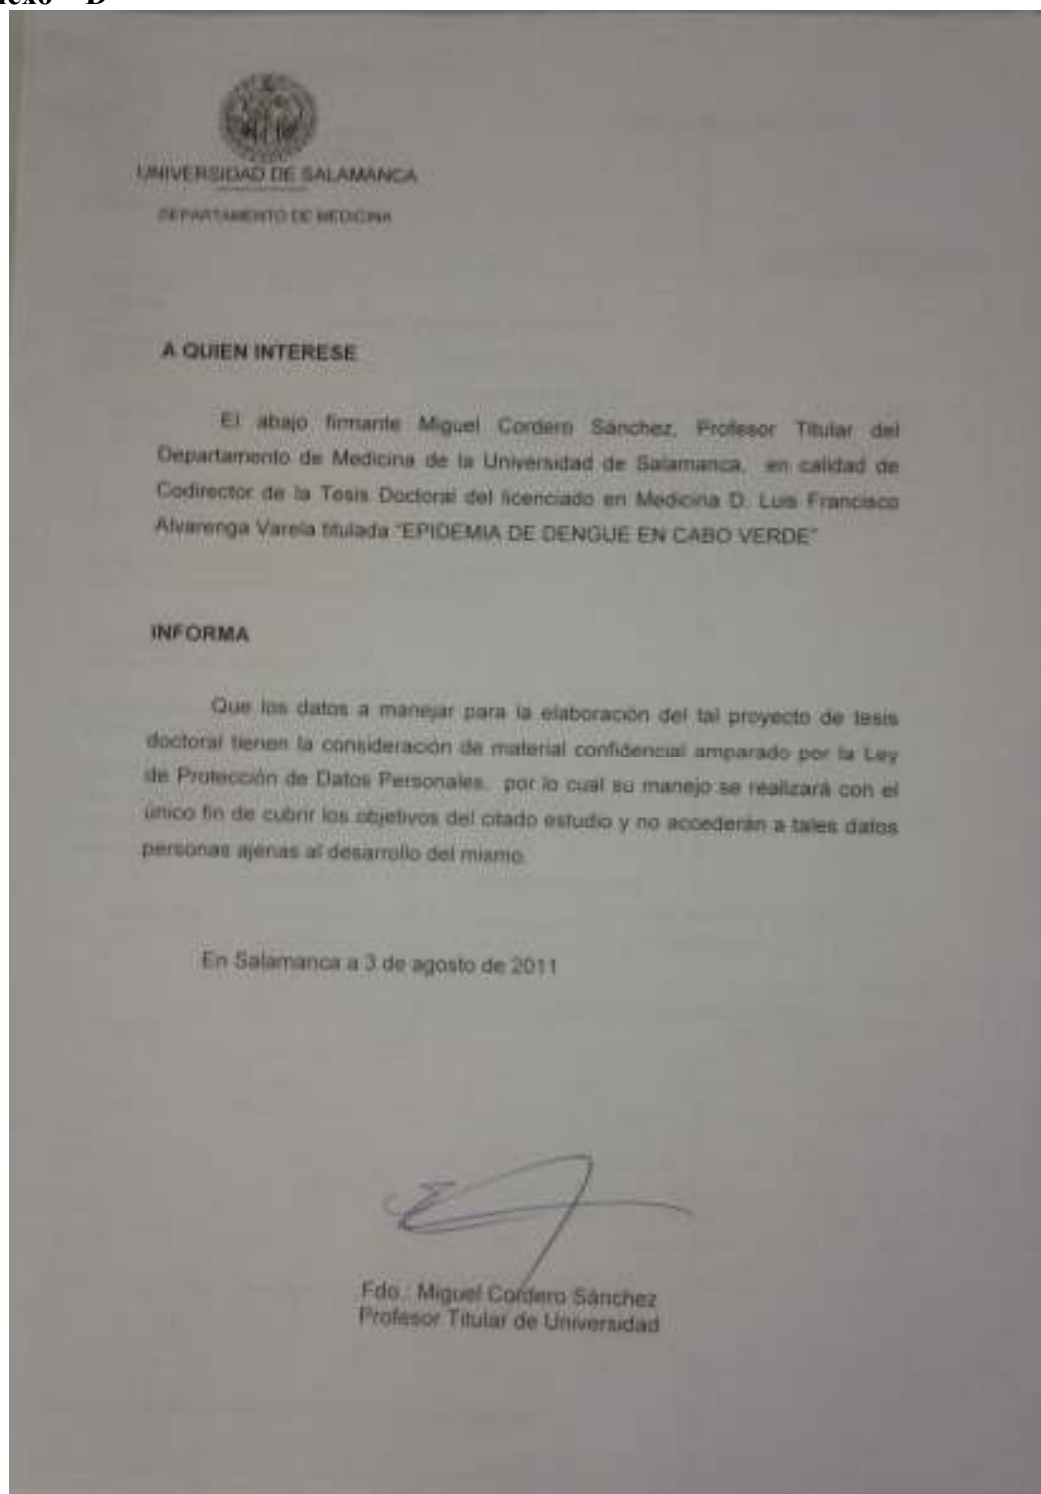 nexo – D
UNIVERSIDAD DE SALAMANCA
DEPARTAMENTO DE MEDICINA
A QUIEN INTERESE
El abajo firmante Miguel Cordero Sánchez, Profesor Titular del
Departamento de Medicina de la Universidad de Salamanca, en calidad de
Codirector de la Tesis Doctoral del licenciado en Medicina D. Luis Francisco
Alvarenga Varela titulada "EPIDEMIA DE DENGUE EN CABO VERDE"
INFORMA
Que los datos a manejar para la elaboración del tal proyecto de tesis
doctoral tienen la consideración de material confidencial amparado por la Ley
de Protección de Datos Personales, por lo cual su manejo se realizará con el
único fin de cubrir los objetivos del citado estudio y no accederán a tales datos
personas ajenas al desarrollo del mismo.
En Salamanca a 3 de agosto de 2011
Fdo.: Miguel Cordero Sánchez
Profesor Titular de Universidad